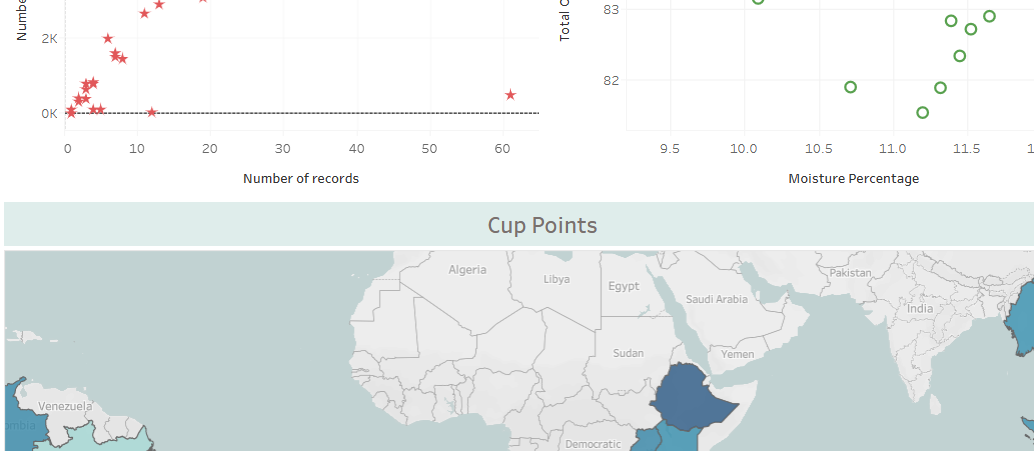 Numbe
2K
0K
0
10
20
30
40
50
60
Number of records
Total C
83
82
9.5
10.0
10.5
11.0
11.5
1
Moisture Percentage
Cup Points
Algeria
Libya
Egypt
Pakistan
Saudi Arabia
India
Sudan
Yemen
Venezuela
ombia
Democratic